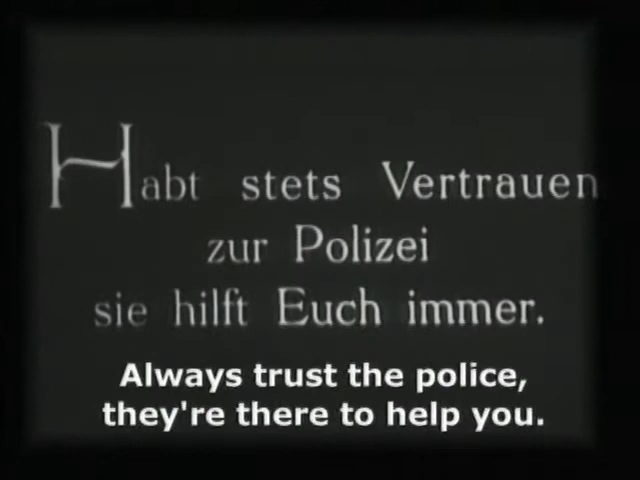 Habt stets Vertrauen
zur Polizei
sie hilft Euch immer.
Always trust the police,
they're there to help you.